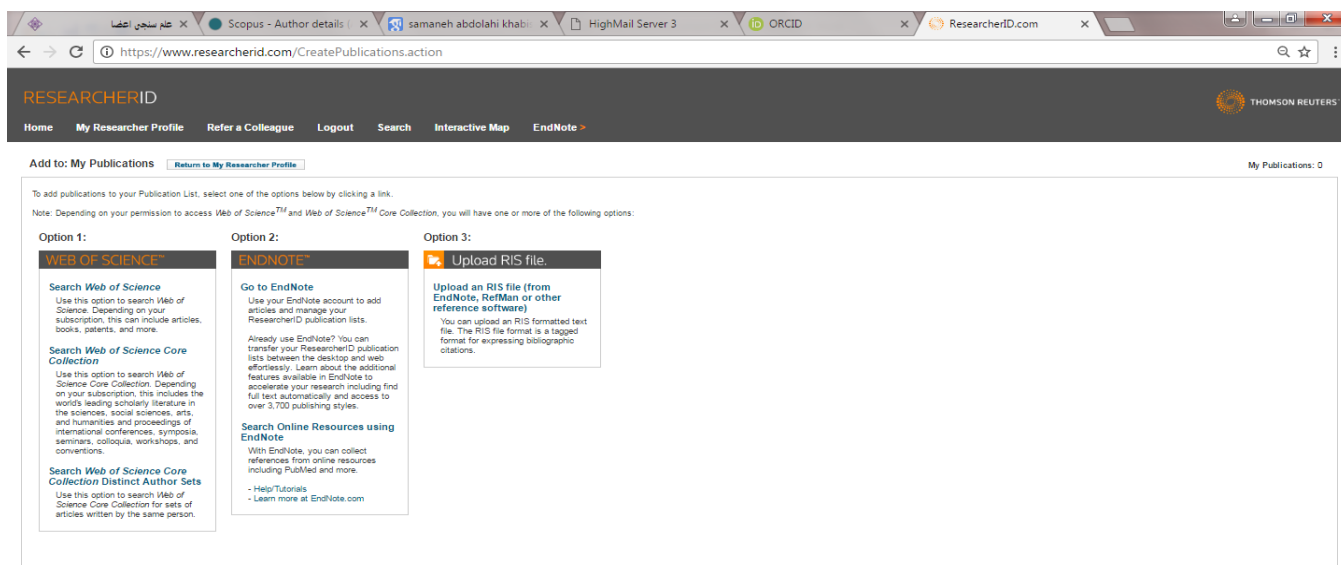 علم سنجی اعضا
Scopus - Author details (
samaneh abdolahi khabi
HighMail Server 3
ORCID
ResearcherID.com
https://www.researcherid.com/CreatePublications.action
RESEARCHERID
THOMSON REUTERS™
Home My Researcher Profile Refer a Colleague Logout Search Interactive Map EndNote >
Add to: My Publications Return to My Researcher Profile My Publications: 0
To add publications to your Publication List, select one of the options below by clicking a link.
Note: Depending on your permission to access Web of Science™ and Web of Science™ Core Collection, you will have one or more of the following options:
Option 1:
WEB OF SCIENCE™
Search Web of Science
Use this option to search Web of
Science. Depending on your
subscription, this can include articles,
books, patents, and more.
Search Web of Science Core
Collection
Use this option to search Web of
Science Core Collection. Depending
on your subscription, this includes the
world's leading scholarly literature in
the sciences, social sciences, arts,
and humanities and proceedings of
international conferences, symposia,
seminars, colloquia, workshops, and
conventions.
Search Web of Science Core
Collection Distinct Author Sets
Use this option to search Web of
Science Core Collection for sets of
articles written by the same person.
Option 2:
ENDNOTE™
Go to EndNote
Use your EndNote account to add
articles and manage your
ResearcherID publication lists.
Already use EndNote? You can
transfer your ResearcherID publication
lists between the desktop and web
effortlessly. Learn about the additional
features available in EndNote to
accelerate your research including find
full text automatically and access to
over 3,700 publishing styles.
Search Online Resources using
EndNote
With EndNote, you can collect
references from online resources
including PubMed and more.
- Help/Tutorials
- Learn more at EndNote.com
Option 3:
Upload RIS file.
Upload an RIS file (from
EndNote, RefMan or other
reference software)
You can upload an RIS formatted text
file. The RIS file format is a tagged
format for expressing bibliographic
citations.